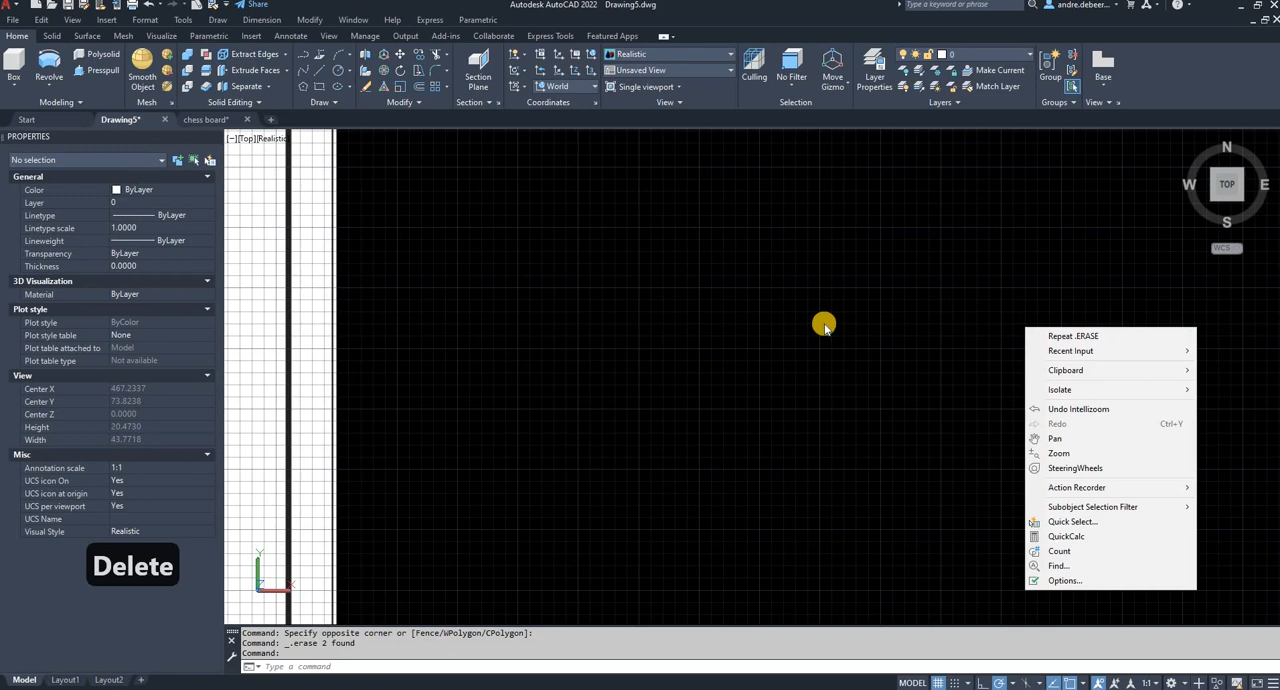 Share
Autodesk AutoCAD 2022 Drawing5.dwg
Type a keyword or phrase
andre.debeer...
File Edit View Insert Format Tools Draw Dimension Modify Window Help Express Parametric
Home Solid Surface Mesh Visualize Parametric Insert Annotate View Manage Output Add-ins Collaborate Express Tools Featured Apps
Box
Revolve
Polysolid
Presspull
Modeling
Smooth
Object
Mesh
Extract Edges
Extrude Faces
Separate
Solid Editing
Draw
Modify
Section
Plane
Section
World
Coordinates
Realistic
Unsaved View
Single viewport
View
Culling
No Filter
Move
Gizmo
Selection
Layer
Properties
0
Make Current
Match Layer
Layers
Group
Groups
Base
View
Start
Drawing5*
chess board*
PROPERTIES
No selection
General
Color ByLayer
Layer 0
Linetype ByLayer
Linetype scale 1.0000
Lineweight ByLayer
Transparency ByLayer
Thickness 0.0000
3D Visualization
Material ByLayer
Plot style
Plot style ByColor
Plot style table None
Plot table attached to Model
Plot table type Not available
View
Center X 467.2337
Center Y 73.8238
Center Z 0.0000
Height 20.4730
Width 43.7718
Misc
Annotation scale 1:1
UCS icon On Yes
UCS icon at origin Yes
UCS per viewport Yes
UCS Name
Visual Style Realistic
Delete
[−][Top][Realistic
N
W TOP E
S
WCS
Y
X
Repeat .ERASE
Recent Input
Clipboard
Isolate
Undo Intellizoom
Redo Ctrl+Y
Pan
Zoom
SteeringWheels
Action Recorder
Subobject Selection Filter
Quick Select...
QuickCalc
Count
Find...
Options...
Command: Specify opposite corner or [Fence/WPolygon/CPolygon]:
Command: _.erase 2 found
Command:
Type a command
Model Layout1 Layout2
MODEL
1:1